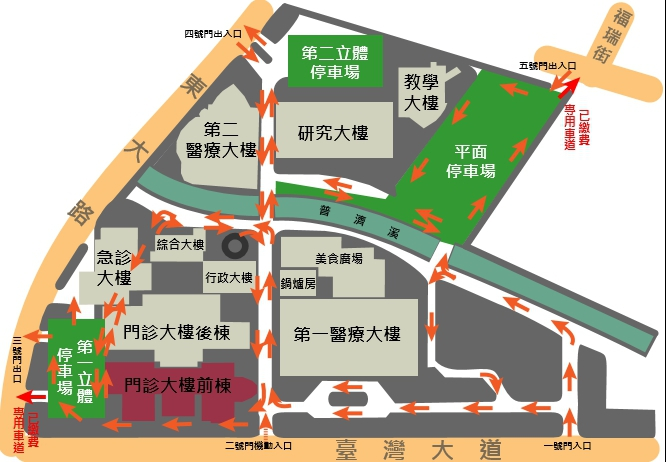 四號門出入口
第二立體
停車場
福瑞街
五號門出入口
教學
大樓
東大路
第二
醫療大樓
研究大樓
已繳費
專用車道
平面
停車場
普濟溪
綜合大樓
急診
大樓
行政大樓
美食廣場
鍋爐房
門診大樓後棟
第一醫療大樓
三號門出口
第一立體
停車場
門診大樓前棟
已繳費
專用車道
二號門機動入口
臺灣大道
一號門入口